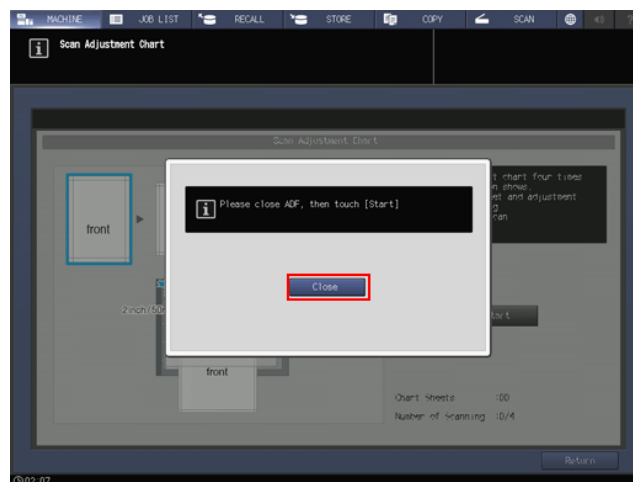 MACHINE
JOB LIST
RECALL
STORE
COPY
SCAN
Scan Adjustment Chart
Scan Adjustment Chart
t chart four times
n shows.
et and adjustment
g
can
Please close ADF, then touch [Start]
front
Close
2inch/50
tart
front
Chart Sheets :00
Number of Scanning :0/4
Return
02:07